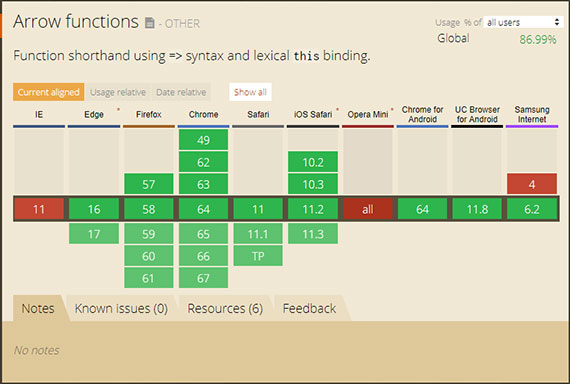 Arrow functions - OTHER
Usage % of all users
Global 86.99%
Function shorthand using => syntax and lexical this binding.
Current aligned Usage relative Date relative Show all
IE Edge * Firefox Chrome Safari iOS Safari * Opera Mini * Chrome for Android UC Browser for Android Samsung Internet
49
62 10.2
57 63 10.3 4
11 16 58 64 11 11.2 all 64 11.8 6.2
17 59 65 11.1 11.3
60 66 TP
61 67
Notes Known issues (0) Resources (6) Feedback
No notes